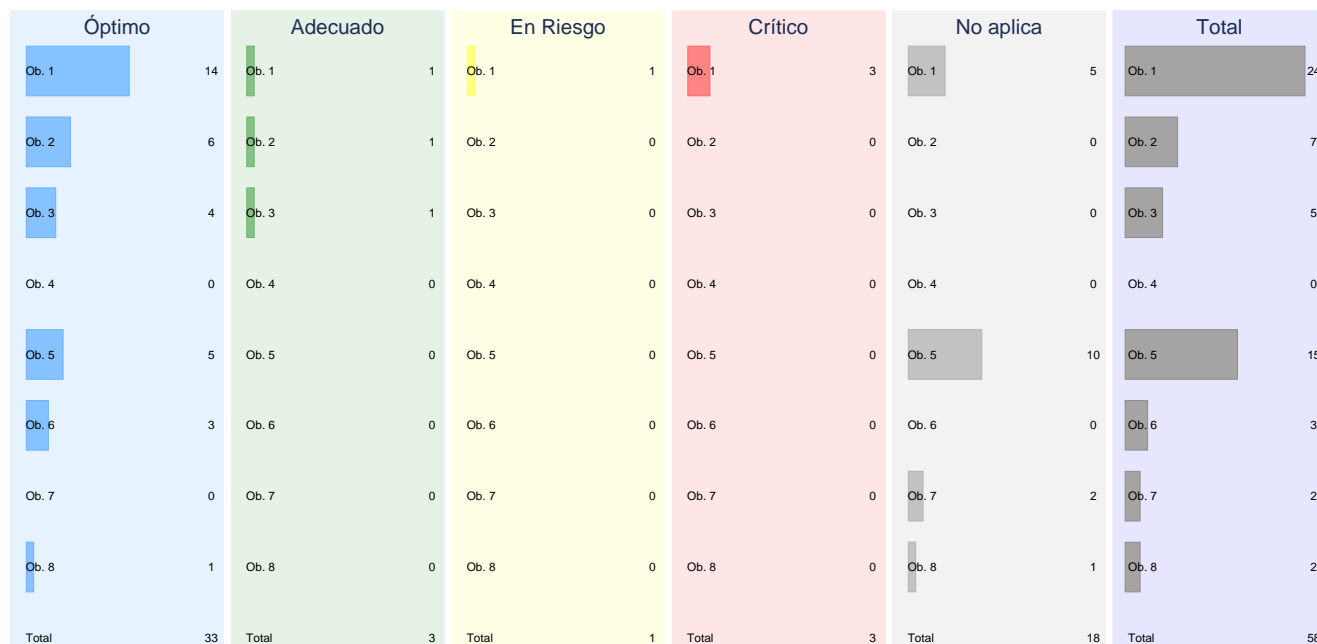 Óptimo Adecuado En Riesgo Crítico No aplica Total
Ob. 1 14 Ob. 1 1 Ob. 1 1 Ob. 1 3 Ob. 1 5 Ob. 1 24
Ob. 2 6 Ob. 2 1 Ob. 2 0 Ob. 2 0 Ob. 2 0 Ob. 2 7
Ob. 3 4 Ob. 3 1 Ob. 3 0 Ob. 3 0 Ob. 3 0 Ob. 3 5
Ob. 4 0 Ob. 4 0 Ob. 4 0 Ob. 4 0 Ob. 4 0 Ob. 4 0
Ob. 5 5 Ob. 5 0 Ob. 5 0 Ob. 5 0 Ob. 5 10 Ob. 5 15
Ob. 6 3 Ob. 6 0 Ob. 6 0 Ob. 6 0 Ob. 6 0 Ob. 6 3
Ob. 7 0 Ob. 7 0 Ob. 7 0 Ob. 7 0 Ob. 7 2 Ob. 7 2
Ob. 8 1 Ob. 8 0 Ob. 8 0 Ob. 8 0 Ob. 8 1 Ob. 8 2
Total 33 Total 3 Total 1 Total 3 Total 18 Total 58